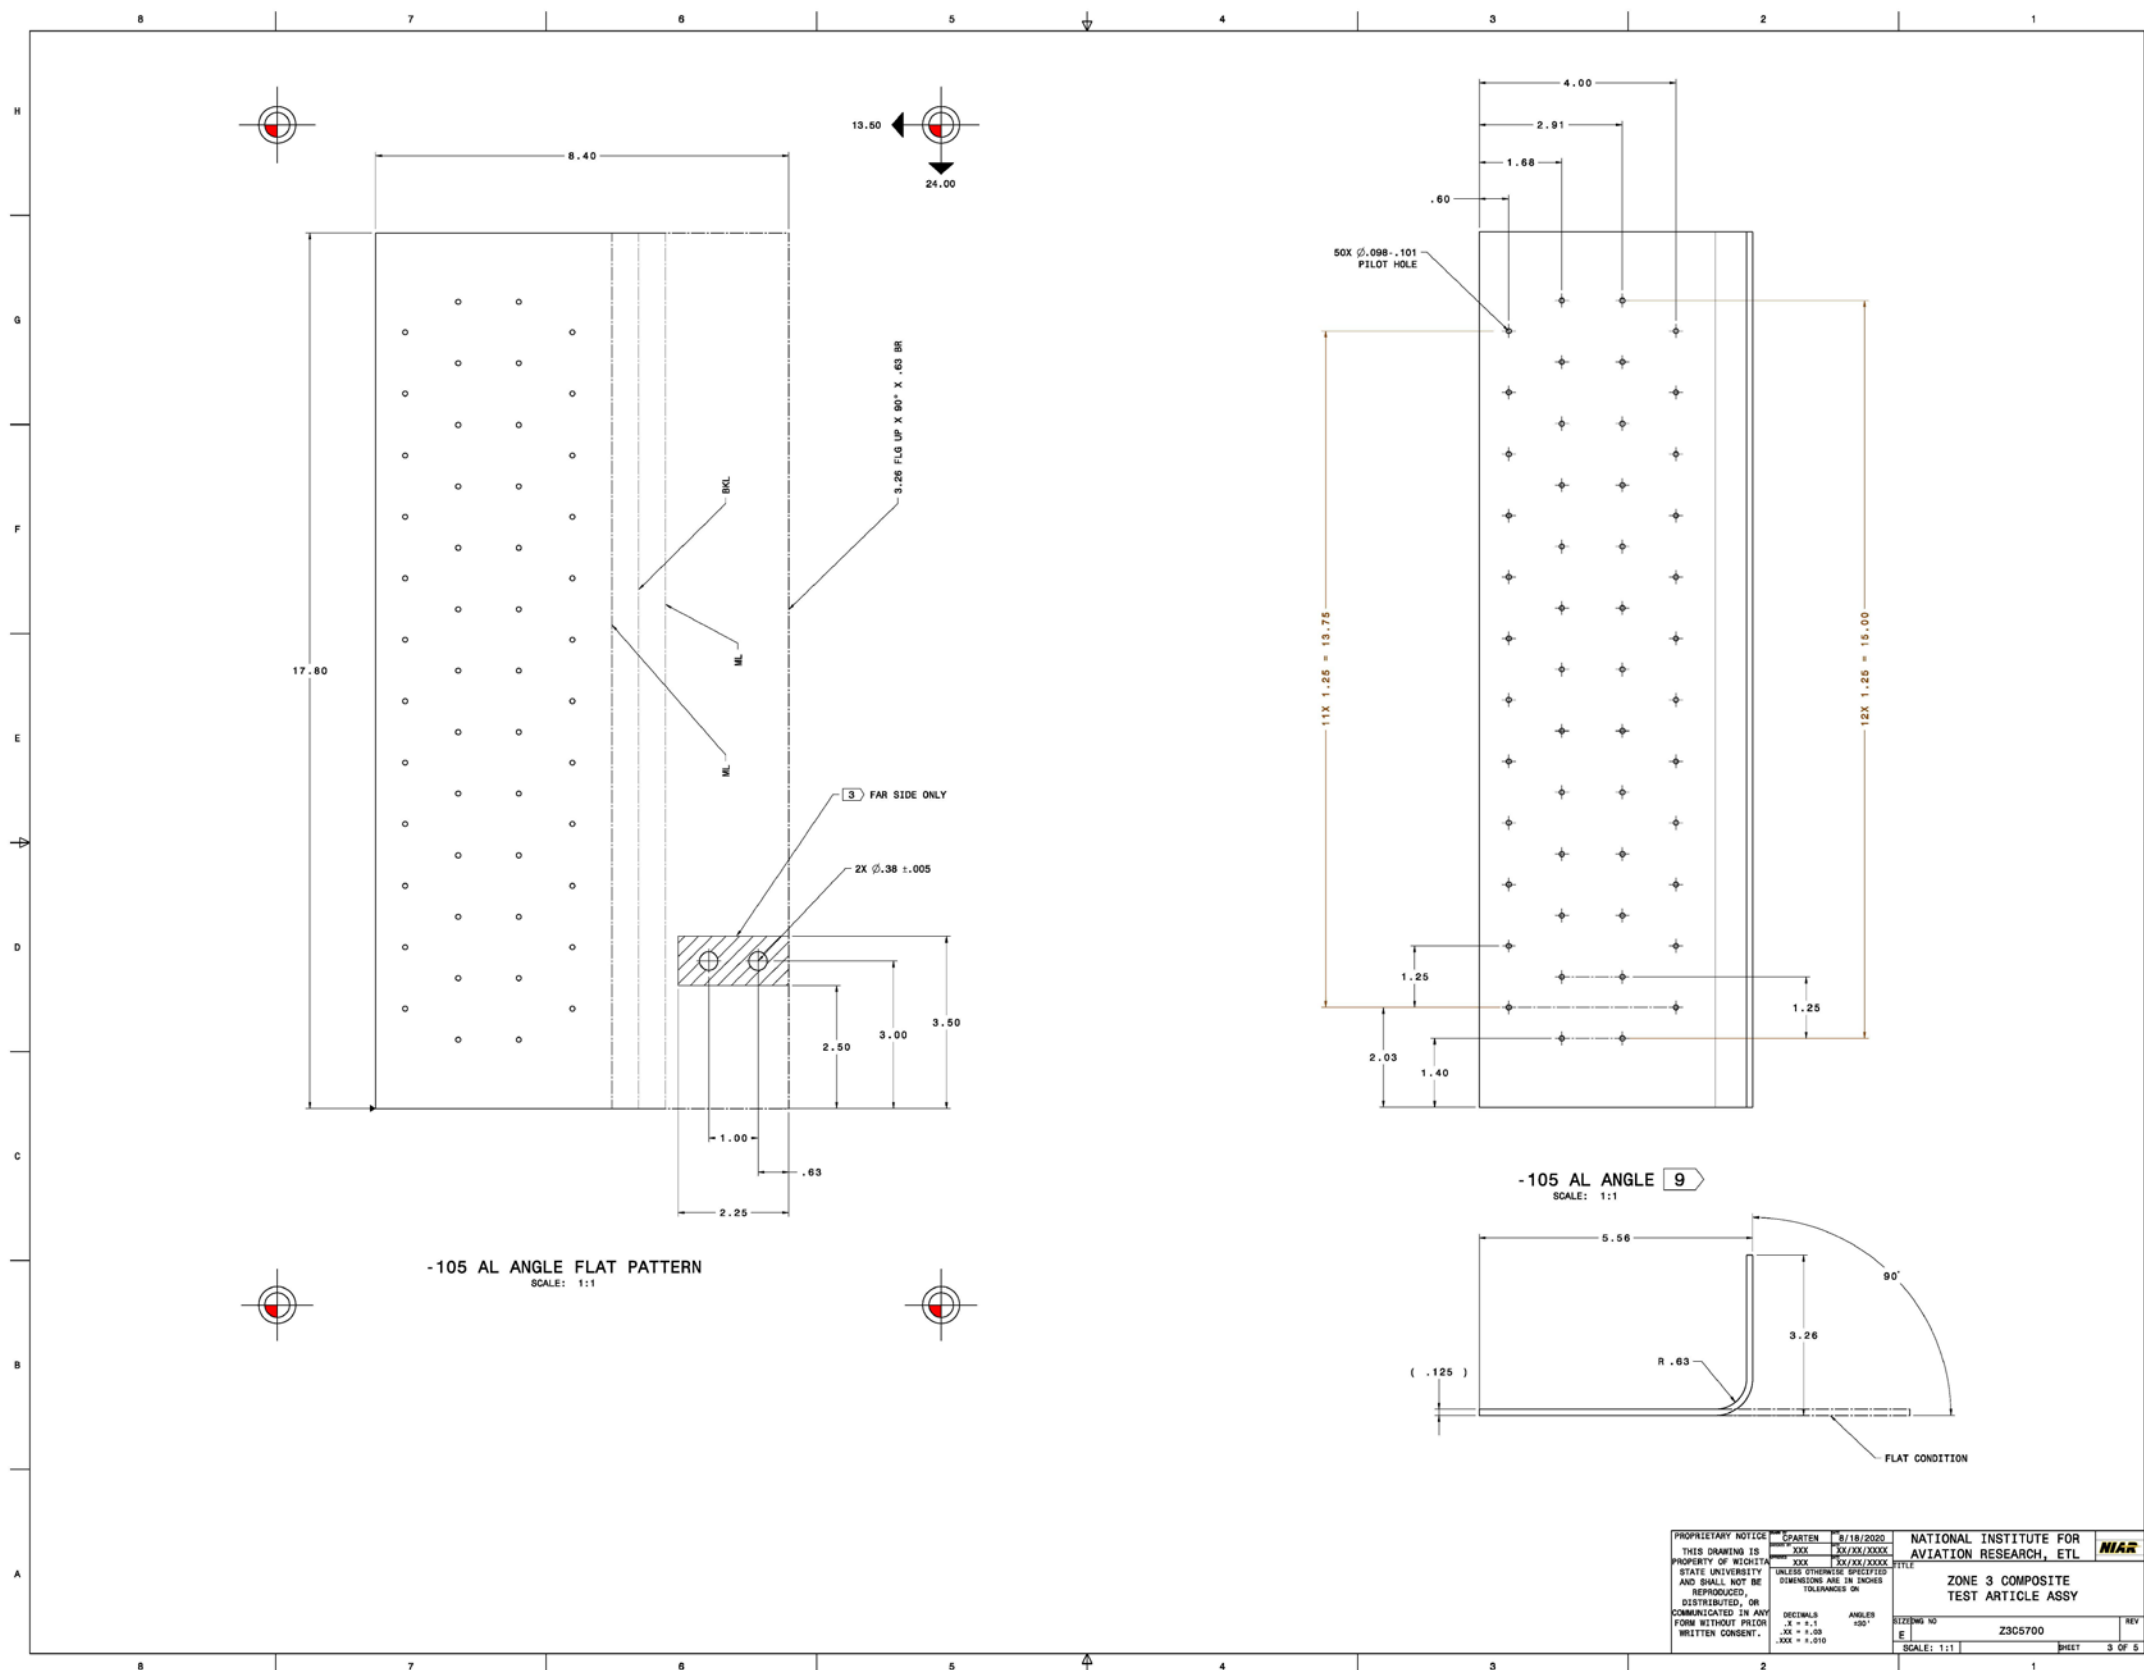 8 7 6 5 4 3 2 1
H
G
F
E
D
C
B
A
13.50
24.00
8.40
17.80
3.26 FLG UP X 90° X .63 BR
BKL
ML
ML
3 FAR SIDE ONLY
2X Ø.38 ±.005
3.50
3.00
2.50
1.00
.63
2.25
-105 AL ANGLE FLAT PATTERN
SCALE: 1:1
4.00
2.91
1.68
.60
50X Ø.098-.101
PILOT HOLE
11X 1.25 = 13.75
12X 1.25 = 15.00
1.25
1.25
2.03
1.40
-105 AL ANGLE 9
SCALE: 1:1
5.56
90°
3.26
R .63
( .125 )
FLAT CONDITION
PROPRIETARY NOTICE
THIS DRAWING IS
PROPERTY OF WICHITA
STATE UNIVERSITY
AND SHALL NOT BE
REPRODUCED,
DISTRIBUTED, OR
COMMUNICATED IN ANY
FORM WITHOUT PRIOR
WRITTEN CONSENT.
CPARTEN 8/18/2020
XXX XX/XX/XXXX
XXX XX/XX/XXXX
UNLESS OTHERWISE SPECIFIED
DIMENSIONS ARE IN INCHES
TOLERANCES ON
DECIMALS ANGLES
.X = ±.1 ±30'
.XX = ±.03
.XXX = ±.010
NATIONAL INSTITUTE FOR
AVIATION RESEARCH, ETL
NIAR
TITLE
ZONE 3 COMPOSITE
TEST ARTICLE ASSY
SIZE DWG NO REV
E Z3C5700
SCALE: 1:1 SHEET 3 OF 5
8 7 6 5 4 3 2 1